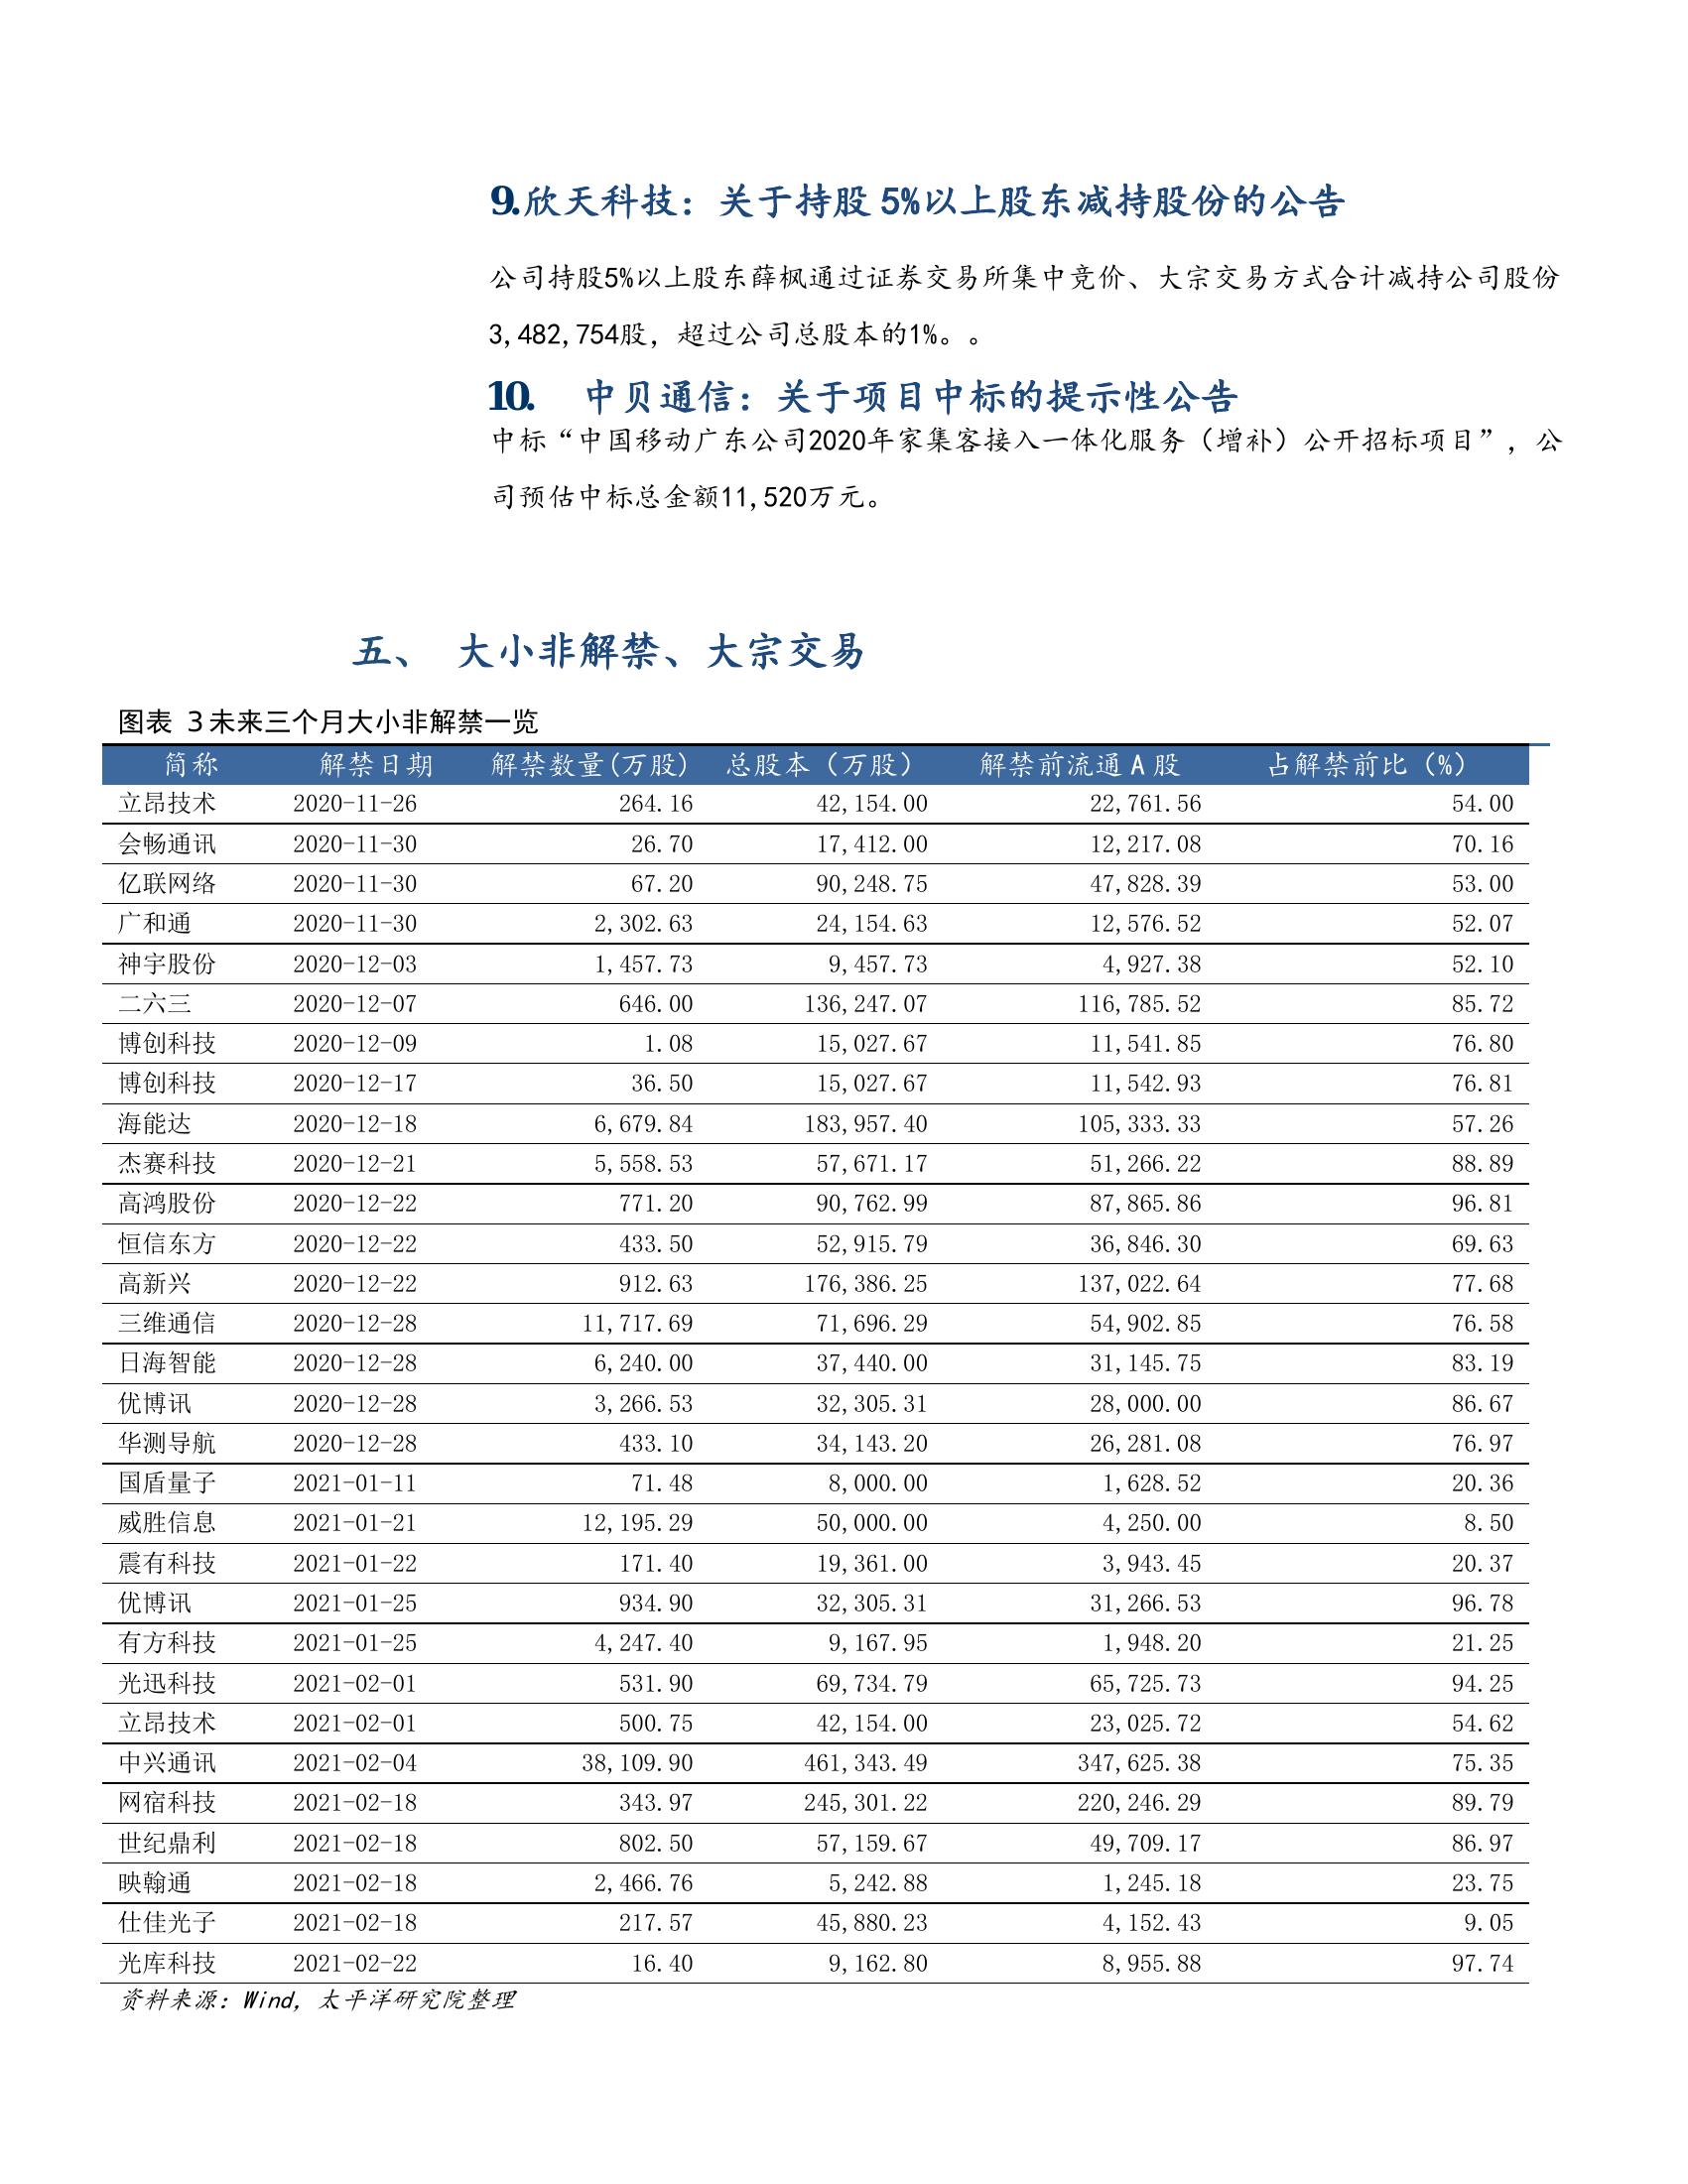 9.欣天科技：关于持股 5%以上股东减持股份的公告
公司持股5%以上股东薛枫通过证券交易所集中竞价、大宗交易方式合计减持公司股份
3,482,754股，超过公司总股本的1%。。
10. 中贝通信：关于项目中标的提示性公告
中标“中国移动广东公司2020年家集客接入一体化服务（增补）公开招标项目”，公
司预估中标总金额11,520万元。
五、 大小非解禁、大宗交易
图表 3未来三个月大小非解禁一览
简称 解禁日期 解禁数量(万股) 总股本（万股） 解禁前流通 A 股 占解禁前比（%）
立昂技术 2020-11-26 264.16 42,154.00 22,761.56 54.00
会畅通讯 2020-11-30 26.70 17,412.00 12,217.08 70.16
亿联网络 2020-11-30 67.20 90,248.75 47,828.39 53.00
广和通 2020-11-30 2,302.63 24,154.63 12,576.52 52.07
神宇股份 2020-12-03 1,457.73 9,457.73 4,927.38 52.10
二六三 2020-12-07 646.00 136,247.07 116,785.52 85.72
博创科技 2020-12-09 1.08 15,027.67 11,541.85 76.80
博创科技 2020-12-17 36.50 15,027.67 11,542.93 76.81
海能达 2020-12-18 6,679.84 183,957.40 105,333.33 57.26
杰赛科技 2020-12-21 5,558.53 57,671.17 51,266.22 88.89
高鸿股份 2020-12-22 771.20 90,762.99 87,865.86 96.81
恒信东方 2020-12-22 433.50 52,915.79 36,846.30 69.63
高新兴 2020-12-22 912.63 176,386.25 137,022.64 77.68
三维通信 2020-12-28 11,717.69 71,696.29 54,902.85 76.58
日海智能 2020-12-28 6,240.00 37,440.00 31,145.75 83.19
优博讯 2020-12-28 3,266.53 32,305.31 28,000.00 86.67
华测导航 2020-12-28 433.10 34,143.20 26,281.08 76.97
国盾量子 2021-01-11 71.48 8,000.00 1,628.52 20.36
威胜信息 2021-01-21 12,195.29 50,000.00 4,250.00 8.50
震有科技 2021-01-22 171.40 19,361.00 3,943.45 20.37
优博讯 2021-01-25 934.90 32,305.31 31,266.53 96.78
有方科技 2021-01-25 4,247.40 9,167.95 1,948.20 21.25
光迅科技 2021-02-01 531.90 69,734.79 65,725.73 94.25
立昂技术 2021-02-01 500.75 42,154.00 23,025.72 54.62
中兴通讯 2021-02-04 38,109.90 461,343.49 347,625.38 75.35
网宿科技 2021-02-18 343.97 245,301.22 220,246.29 89.79
世纪鼎利 2021-02-18 802.50 57,159.67 49,709.17 86.97
映翰通 2021-02-18 2,466.76 5,242.88 1,245.18 23.75
仕佳光子 2021-02-18 217.57 45,880.23 4,152.43 9.05
光库科技 2021-02-22 16.40 9,162.80 8,955.88 97.74
资料来源：Wind，太平洋研究院整理